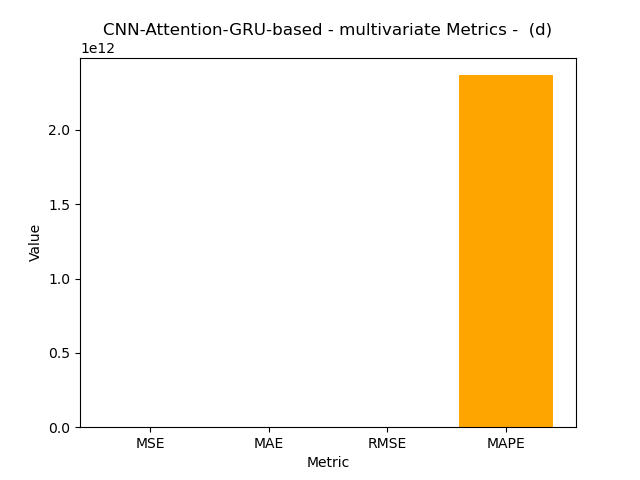 CNN-Attention-GRU-based - multivariate Metrics -  (d)
1e12
2.0
1.5
1.0
0.5
0.0
Value
MSE MAE RMSE MAPE
Metric